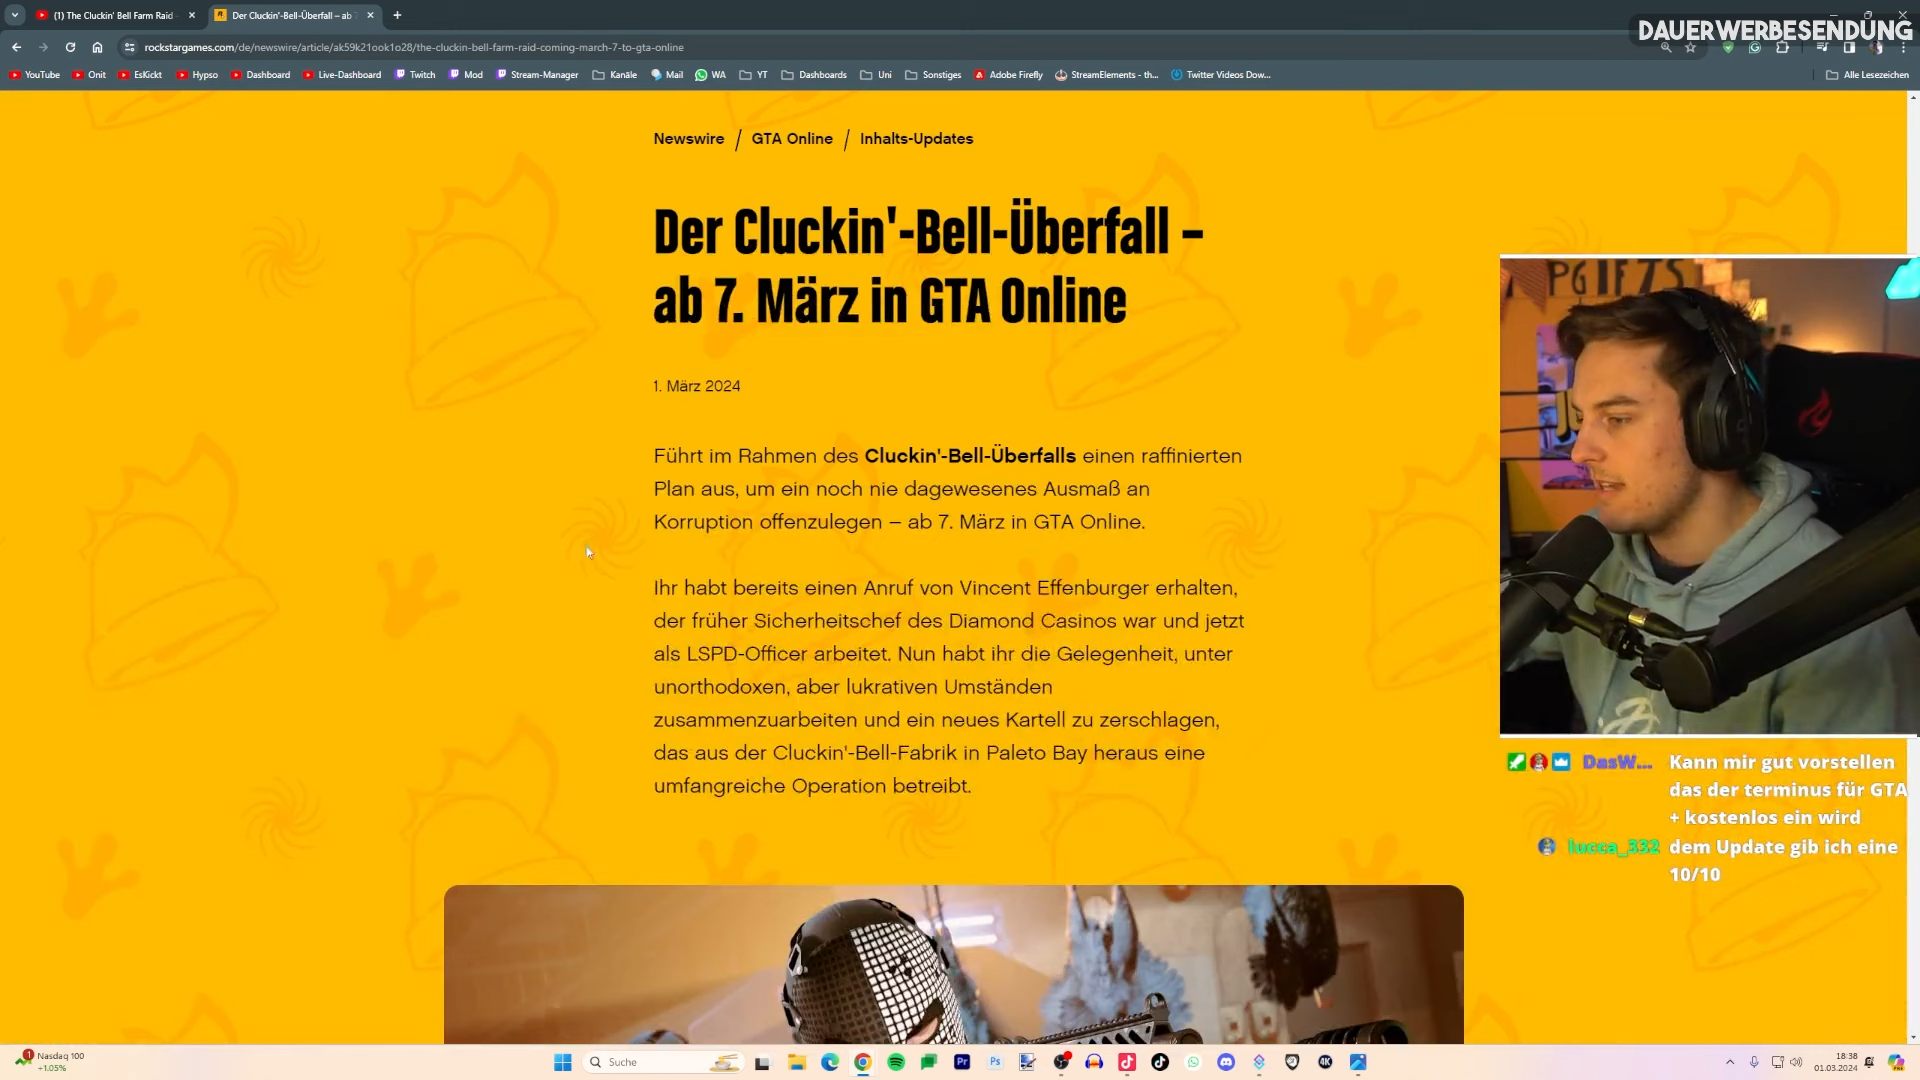 (1) The Cluckin' Bell Farm Raid
Der Cluckin'-Bell-Überfall – ab 7
DAUERWERBESENDUNG
rockstargames.com/de/newswire/article/ak59k21ook1o28/the-cluckin-bell-farm-raid-coming-march-7-to-gta-online
YouTube Onit EsKickt Hypso Dashboard Live-Dashboard Twitch Mod Stream-Manager Kanäle Mail WA YT Dashboards Uni Sonstiges Adobe Firefly StreamElements - th... Twitter Videos Dow... Alle Lesezeichen
Newswire / GTA Online / Inhalts-Updates
Der Cluckin'-Bell-Überfall –
ab 7. März in GTA Online
1. März 2024
Führt im Rahmen des Cluckin'-Bell-Überfalls einen raffinierten
Plan aus, um ein noch nie dagewesenes Ausmaß an
Korruption offenzulegen – ab 7. März in GTA Online.
Ihr habt bereits einen Anruf von Vincent Effenburger erhalten,
der früher Sicherheitschef des Diamond Casinos war und jetzt
als LSPD-Officer arbeitet. Nun habt ihr die Gelegenheit, unter
unorthodoxen, aber lukrativen Umständen
zusammenzuarbeiten und ein neues Kartell zu zerschlagen,
das aus der Cluckin'-Bell-Fabrik in Paleto Bay heraus eine
umfangreiche Operation betreibt.
DasW... Kann mir gut vorstellen
das der terminus für GTA
+ kostenlos ein wird
lucca_332 dem Update gib ich eine
10/10
Nasdaq 100
+1.05%
Suche
18:38
01.03.2024